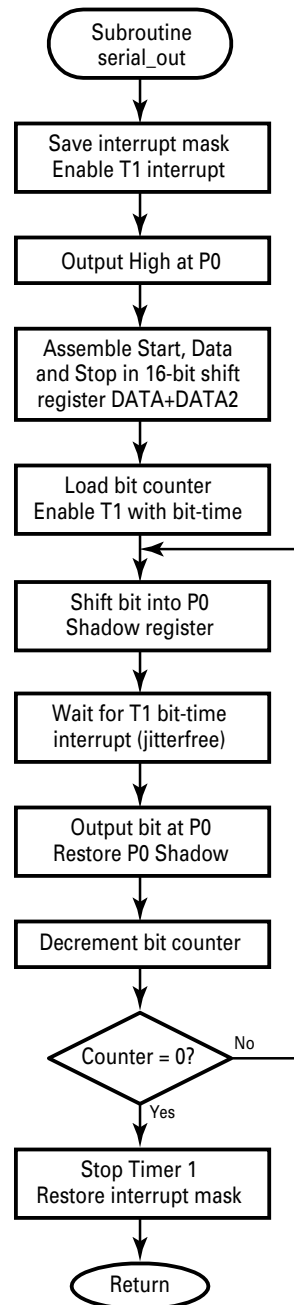 Subroutine
serial_out
Save interrupt mask
Enable T1 interrupt
Output High at P0
Assemble Start, Data
and Stop in 16-bit shift
register DATA+DATA2
Load bit counter
Enable T1 with bit-time
Shift bit into P0
Shadow register
Wait for T1 bit-time
interrupt (jitterfree)
Output bit at P0
Restore P0 Shadow
Decrement bit counter
Counter = 0?
No
Yes
Stop Timer 1
Restore interrupt mask
Return